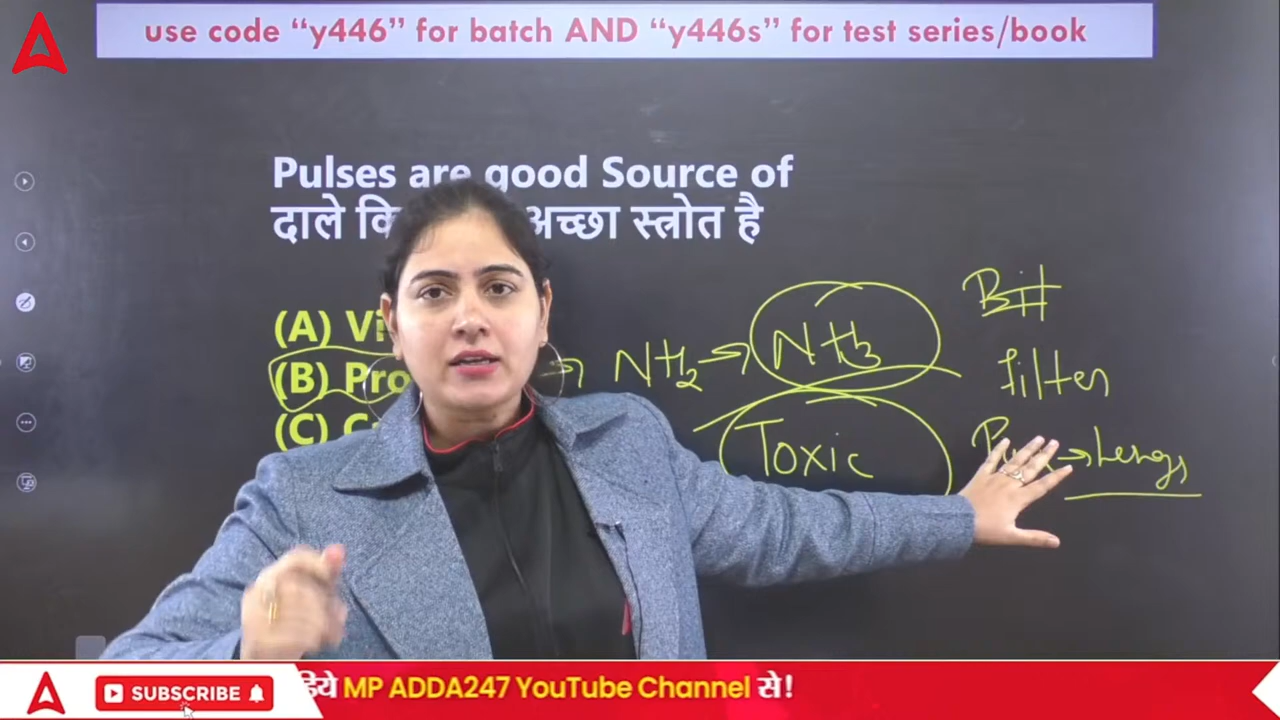 use code “y446” for batch AND “y446s” for test series/book
Pulses are good Source of
दाले कि अच्छा स्त्रोत है
(A) Vi
(B) Pro
(C)
→ NH2 → NH3
Toxic
filter
SUBSCRIBE
MP ADDA247 YouTube Channel से!